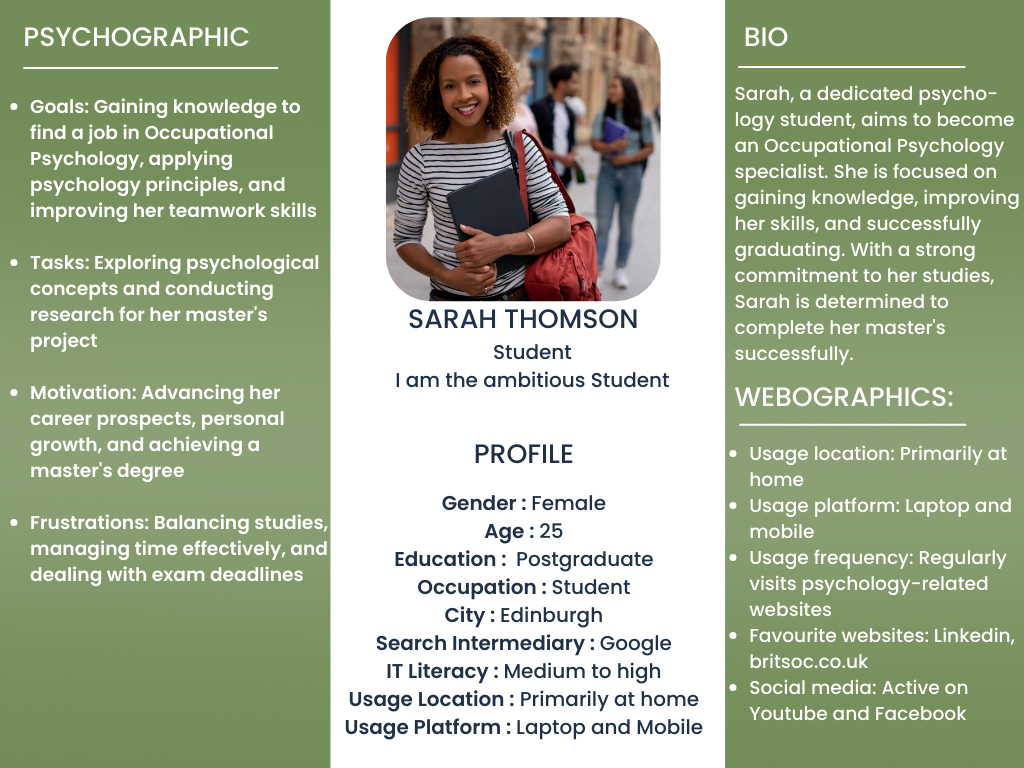 PSYCHOGRAPHIC
• Goals: Gaining knowledge to
find a job in Occupational
Psychology, applying
psychology principles, and
improving her teamwork skills
• Tasks: Exploring psychological
concepts and conducting
research for her master's
project
• Motivation: Advancing her
career prospects, personal
growth, and achieving a
master's degree
• Frustrations: Balancing studies,
managing time effectively, and
dealing with exam deadlines
SARAH THOMSON
Student
I am the ambitious Student
PROFILE
Gender : Female
Age : 25
Education : Postgraduate
Occupation : Student
City : Edinburgh
Search Intermediary : Google
IT Literacy : Medium to high
Usage Location : Primarily at home
Usage Platform : Laptop and Mobile
BIO
Sarah, a dedicated psycho-
logy student, aims to become
an Occupational Psychology
specialist. She is focused on
gaining knowledge, improving
her skills, and successfully
graduating. With a strong
commitment to her studies,
Sarah is determined to
complete her master's
successfully.
WEBOGRAPHICS:
• Usage location: Primarily at
home
• Usage platform: Laptop and
mobile
• Usage frequency: Regularly
visits psychology-related
websites
• Favourite websites: Linkedin,
britsoc.co.uk
• Social media: Active on
Youtube and Facebook